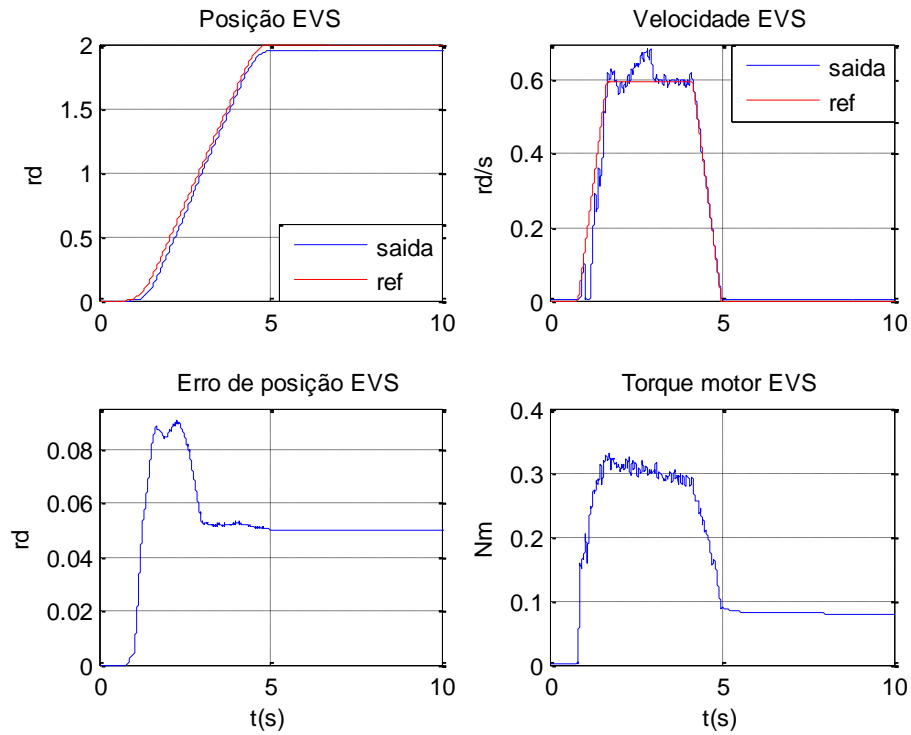 Posição EVS
2
1.5
1
0.5
0
rd
saida
ref
0 5 10
Velocidade EVS
0.6
0.4
0.2
0
rd/s
saida
ref
0 5 10
Erro de posição EVS
0.08
0.06
0.04
0.02
0
rd
0 5 10
t(s)
Torque motor EVS
0.4
0.3
0.2
0.1
0
Nm
0 5 10
t(s)